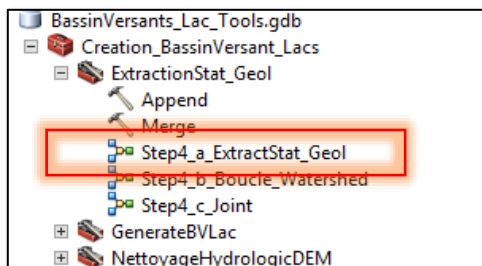 BassinVersants_Lac_Tools.gdb
Creation_BassinVersant_Lacs
ExtractionStat_Geol
Append
Merge
Step4_a_ExtractStat_Geol
Step4_b_Boucle_Watershed
Step4_c_Joint
GenerateBVLac
NettoyageHydrologicDEM